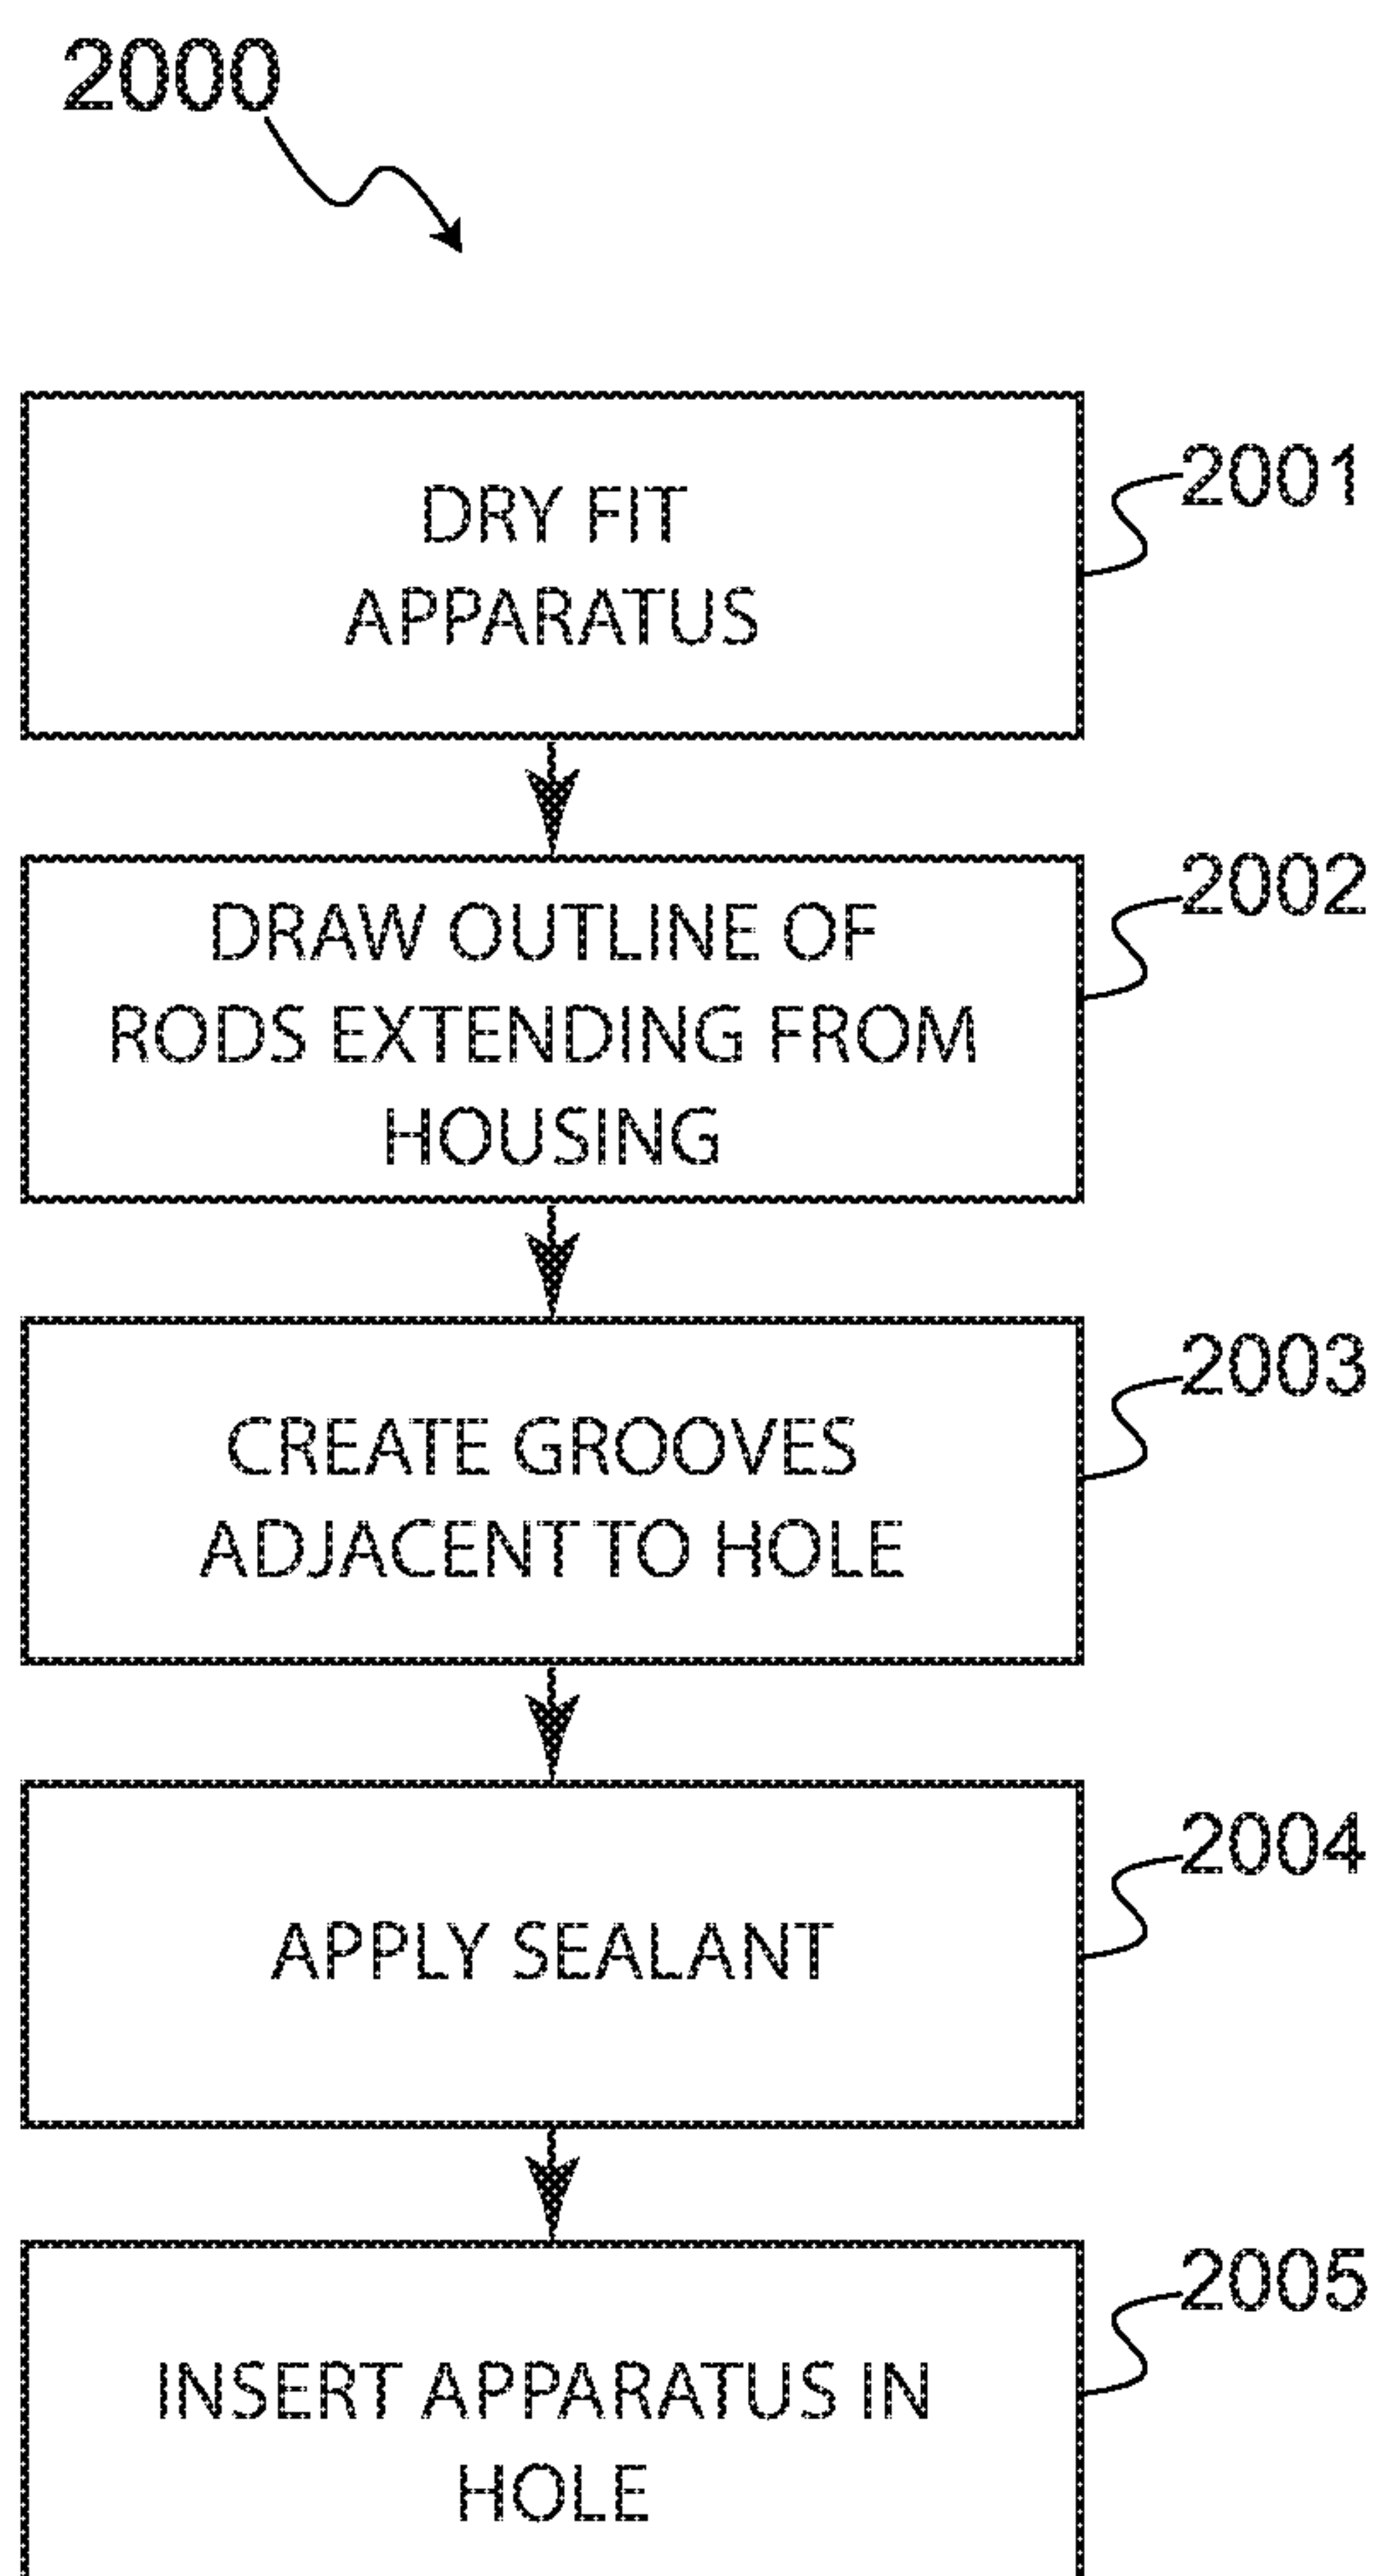 2000
DRY FIT
APPARATUS
2001
DRAW OUTLINE OF
RODS EXTENDING FROM
HOUSING
2002
CREATE GROOVES
ADJACENT TO HOLE
2003
APPLY SEALANT
2004
INSERT APPARATUS IN
HOLE
2005